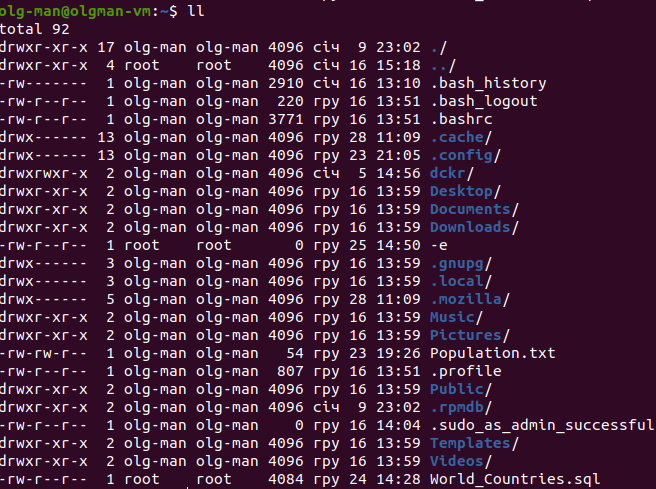 olg-man@olgman-vm:~$ ll
total 92
drwxr-xr-x 17 olg-man olg-man 4096 січ  9 23:02 ./
drwxr-xr-x  4 root    root    4096 січ 16 15:18 ../
-rw-------  1 olg-man olg-man 2910 січ 16 13:10 .bash_history
-rw-r--r--  1 olg-man olg-man  220 гру 16 13:51 .bash_logout
-rw-r--r--  1 olg-man olg-man 3771 гру 16 13:51 .bashrc
drwx------ 13 olg-man olg-man 4096 гру 28 11:09 .cache/
drwx------ 13 olg-man olg-man 4096 гру 23 21:05 .config/
drwxrwxr-x  2 olg-man olg-man 4096 січ  5 14:56 dckr/
drwxr-xr-x  2 olg-man olg-man 4096 гру 16 13:59 Desktop/
drwxr-xr-x  2 olg-man olg-man 4096 гру 16 13:59 Documents/
drwxr-xr-x  2 olg-man olg-man 4096 гру 16 13:59 Downloads/
-rw-r--r--  1 root    root       0 гру 25 14:50 -e
drwx------  3 olg-man olg-man 4096 гру 16 13:59 .gnupg/
drwx------  3 olg-man olg-man 4096 гру 16 13:59 .local/
drwx------  5 olg-man olg-man 4096 гру 28 11:09 .mozilla/
drwxr-xr-x  2 olg-man olg-man 4096 гру 16 13:59 Music/
drwxr-xr-x  2 olg-man olg-man 4096 гру 16 13:59 Pictures/
-rw-rw-r--  1 olg-man olg-man   54 гру 23 19:26 Population.txt
-rw-r--r--  1 olg-man olg-man  807 гру 16 13:51 .profile
drwxr-xr-x  2 olg-man olg-man 4096 гру 16 13:59 Public/
drwxr-xr-x  2 olg-man olg-man 4096 січ  9 23:02 .rpmdb/
-rw-r--r--  1 olg-man olg-man    0 гру 16 14:04 .sudo_as_admin_successful
drwxr-xr-x  2 olg-man olg-man 4096 гру 16 13:59 Templates/
drwxr-xr-x  2 olg-man olg-man 4096 гру 16 13:59 Videos/
-rw-r--r--  1 root    root    4084 гру 24 14:28 World_Countries.sql